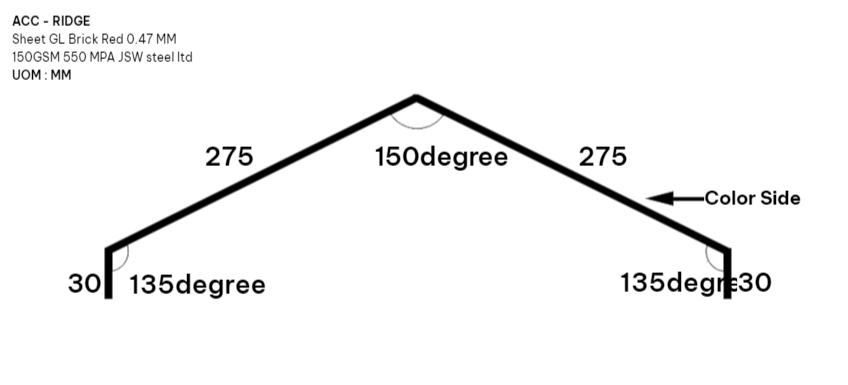 ACC - RIDGE
Sheet GL Brick Red 0.47 MM
150GSM 550 MPA JSW steel ltd
UOM : MM
275
150degree
275
Color Side
30
135degree
135degre
30